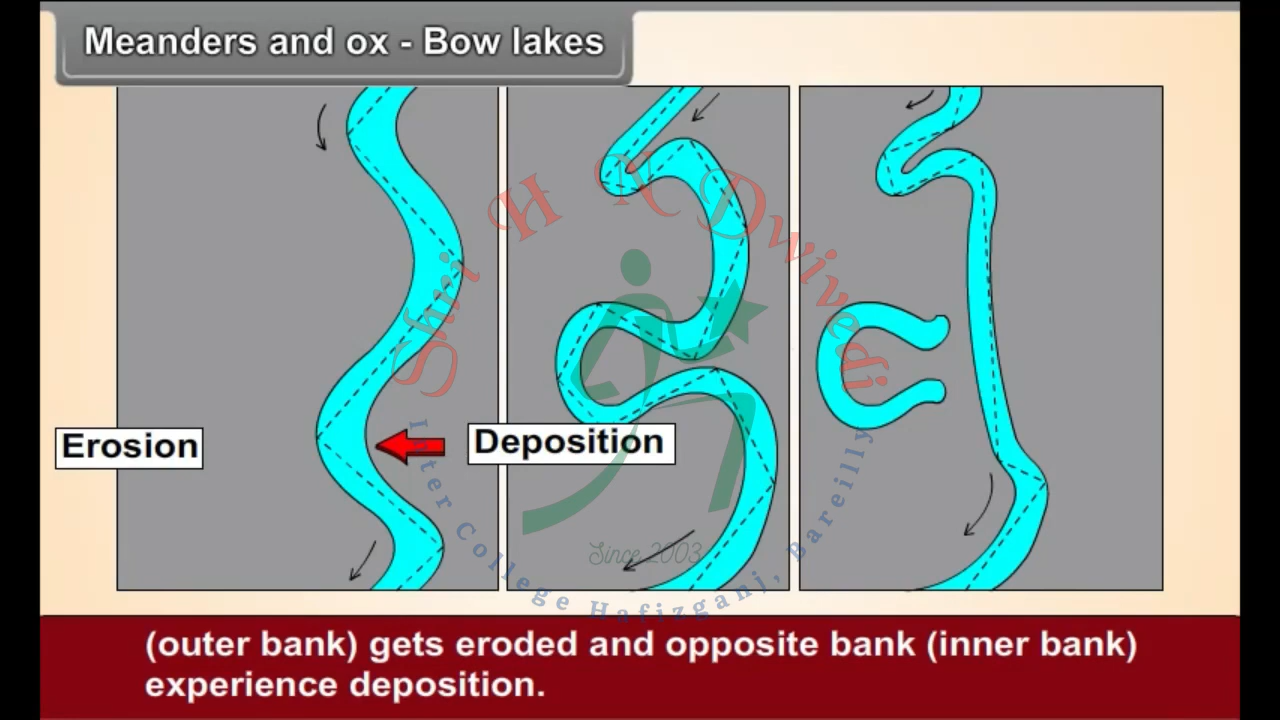 Meanders and ox - Bow lakes
Shri H N Dwivedi
Erosion
Deposition
Since 2003
Inter College Hafizganj, Bareilly
(outer bank) gets eroded and opposite bank (inner bank)
experience deposition.